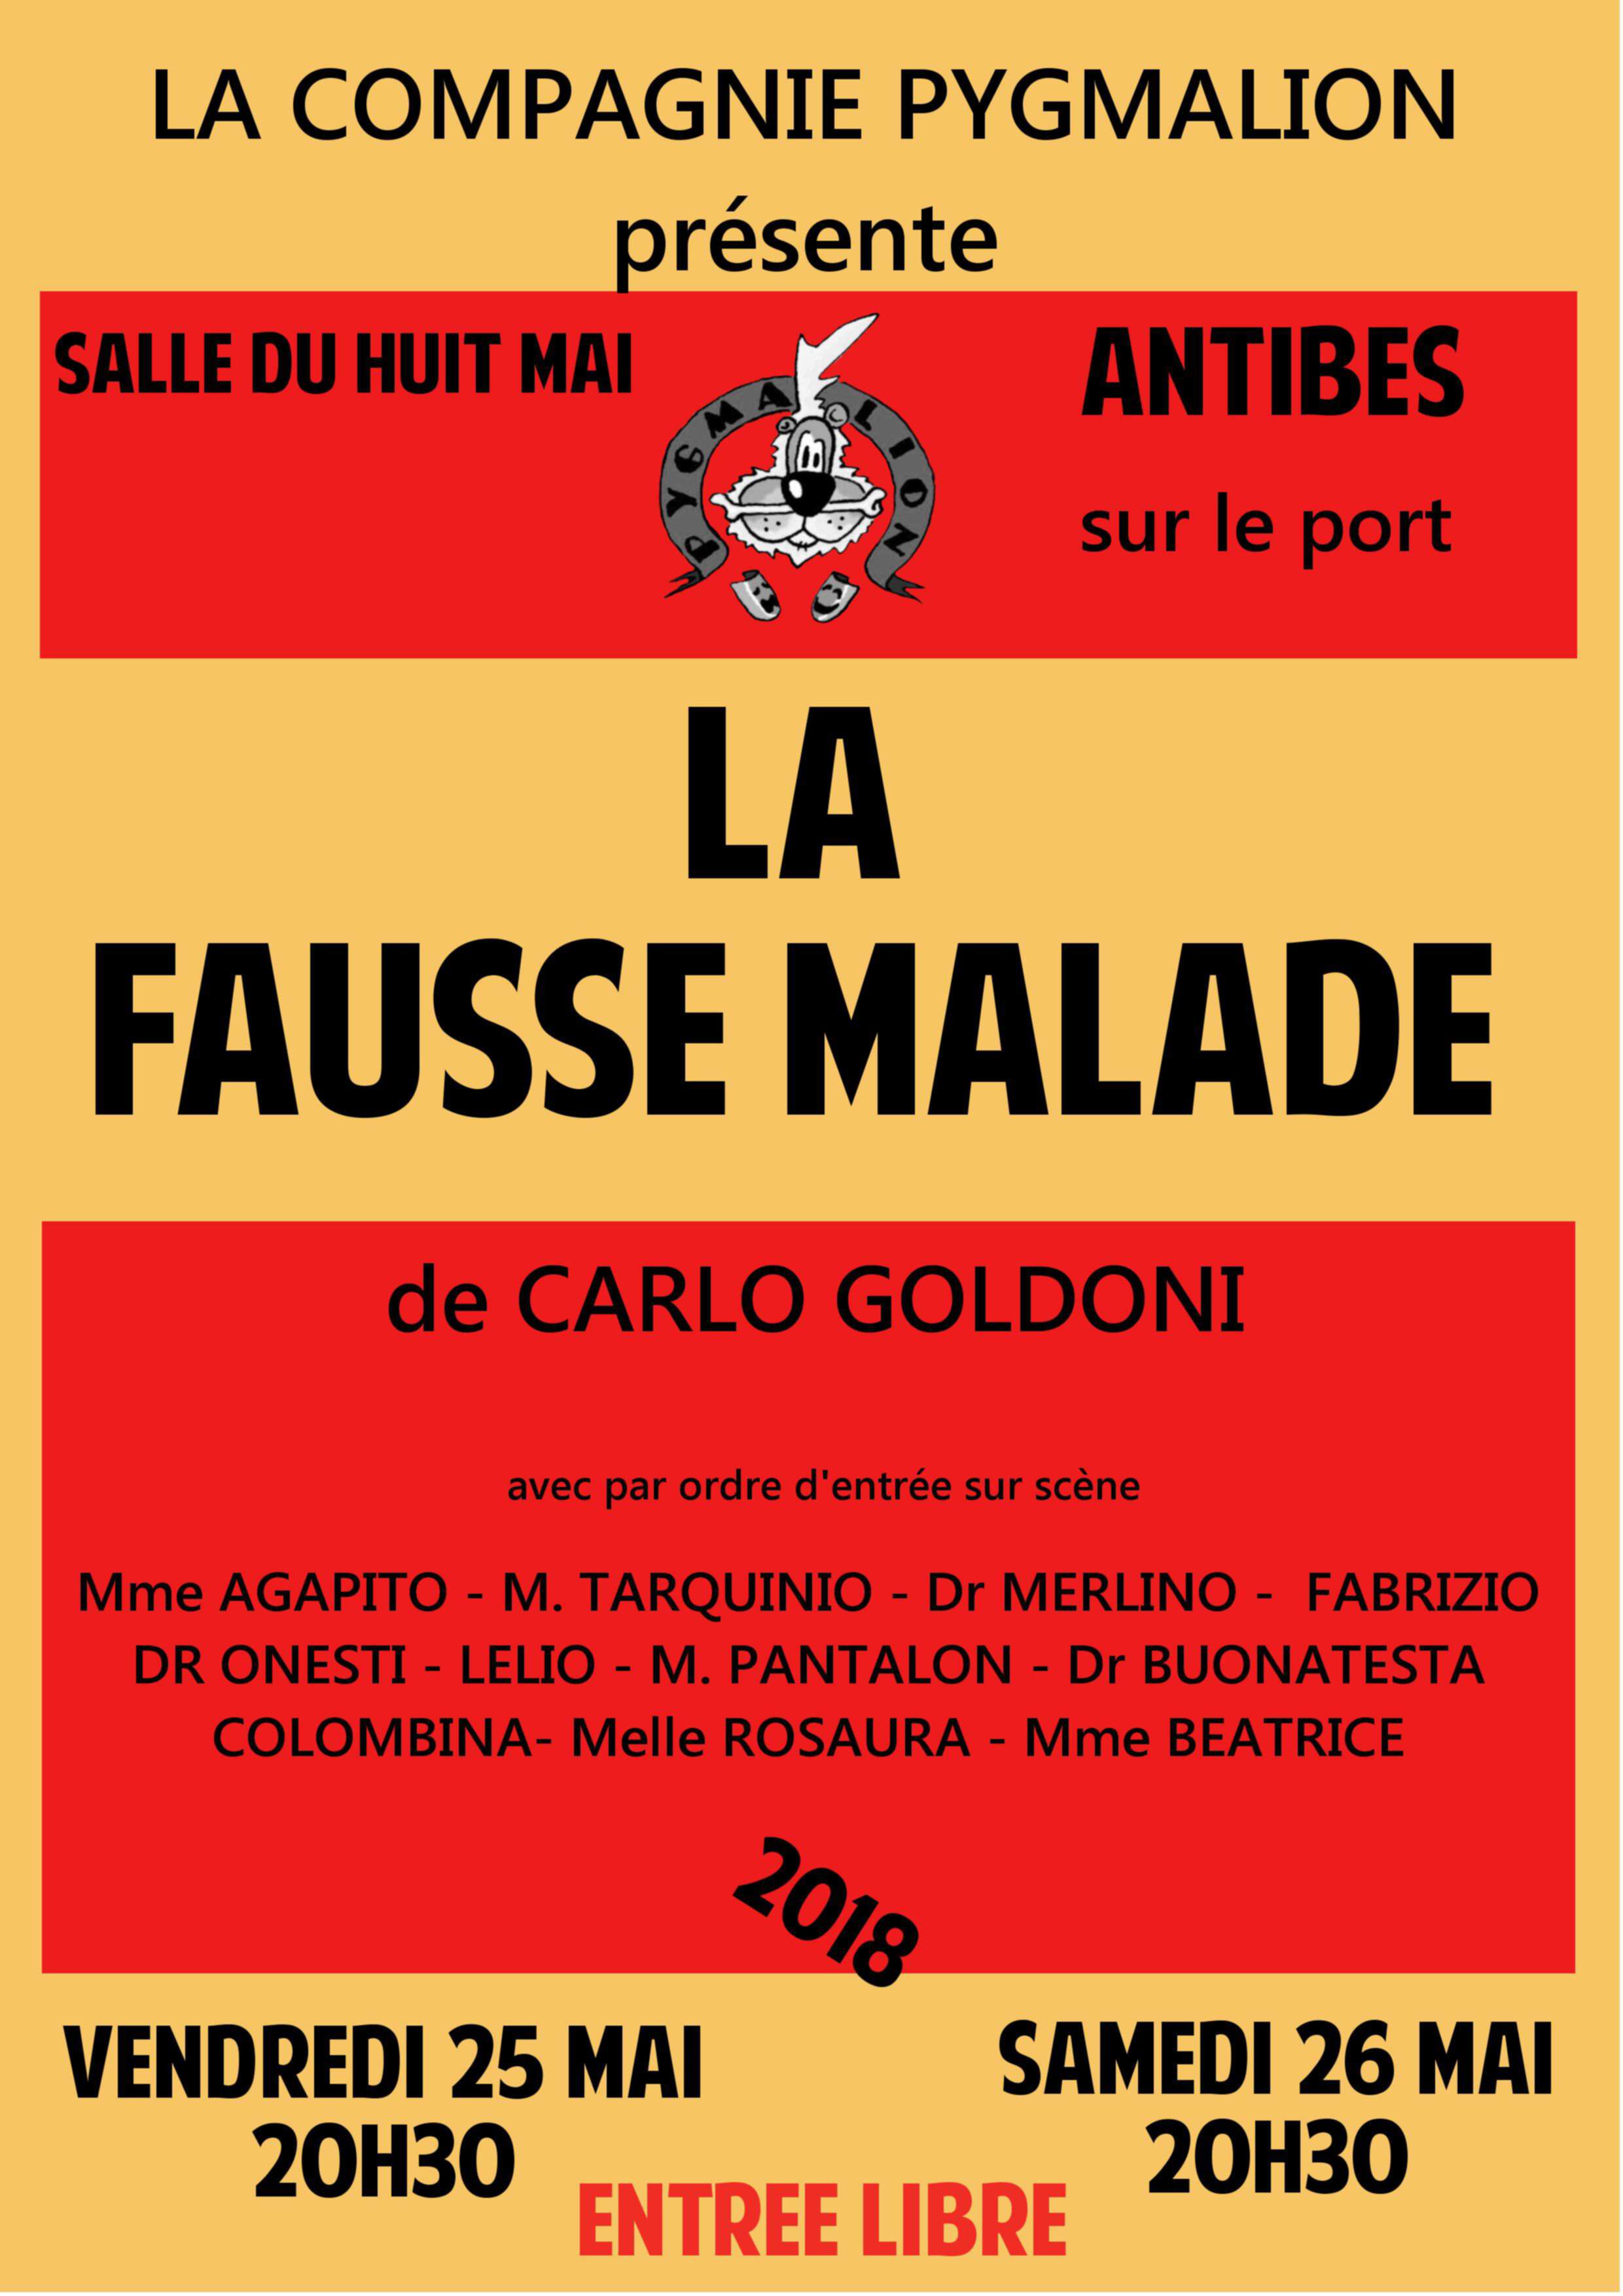 LA COMPAGNIE PYGMALION
présente
SALLE DU HUIT MAI
PYGMALION
ANTIBES
sur le port
LA
FAUSSE MALADE
de CARLO GOLDONI
avec par ordre d'entrée sur scène
Mme AGAPITO - M. TARQUINIO - Dr MERLINO - FABRIZIO
DR ONESTI - LELIO - M. PANTALON - Dr BUONATESTA
COLOMBINA- Melle ROSAURA - Mme BEATRICE
2018
VENDREDI 25 MAI
20H30
SAMEDI 26 MAI
20H30
ENTREE LIBRE